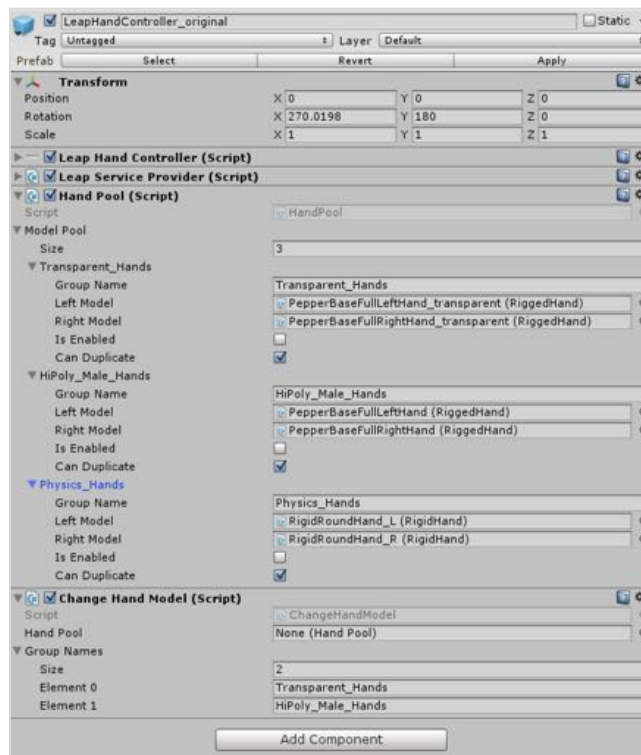 LeapHandController_original Static
Tag Untagged Layer Default
Prefab Select Revert Apply
Transform
Position X 0 Y 0 Z 0
Rotation X 270.0198 Y 180 Z 0
Scale X 1 Y 1 Z 1
Leap Hand Controller (Script)
Leap Service Provider (Script)
Hand Pool (Script)
Script HandPool
Model Pool
Size 3
Transparent_Hands
Group Name Transparent_Hands
Left Model PepperBaseFullLeftHand_transparent (RiggedHand)
Right Model PepperBaseFullRightHand_transparent (RiggedHand)
Is Enabled
Can Duplicate
HiPoly_Male_Hands
Group Name HiPoly_Male_Hands
Left Model PepperBaseFullLeftHand (RiggedHand)
Right Model PepperBaseFullRightHand (RiggedHand)
Is Enabled
Can Duplicate
Physics_Hands
Group Name Physics_Hands
Left Model RigidRoundHand_L (RigidHand)
Right Model RigidRoundHand_R (RigidHand)
Is Enabled
Can Duplicate
Change Hand Model (Script)
Script ChangeHandModel
Hand Pool None (Hand Pool)
Group Names
Size 2
Element 0 Transparent_Hands
Element 1 HiPoly_Male_Hands
Add Component